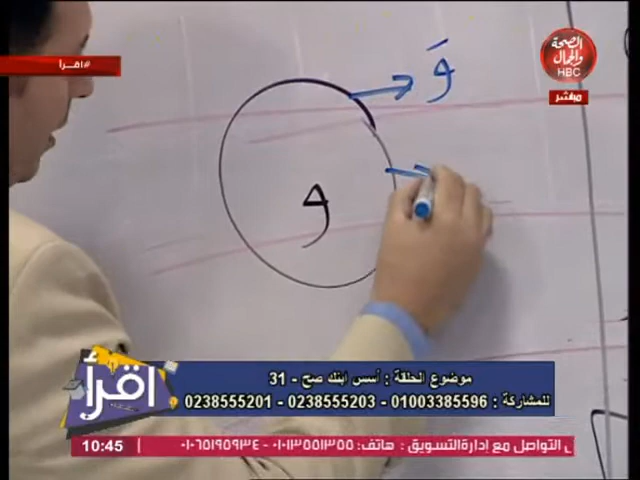 الصحة
والجمال
HBC
مباشر
#اقرأ
وَ
و
اقرأ
موضوع الحلقة : أسس ابنك صح - 31
للمشاركة : 01003385596 - 0238555203 - 0238555201
10:45
التواصل مع إدارة التسويق : هاتف: ٠١٠١٣٥٥١٣٥٥ - ٠١٠٦٥١٩٥٩٣٤